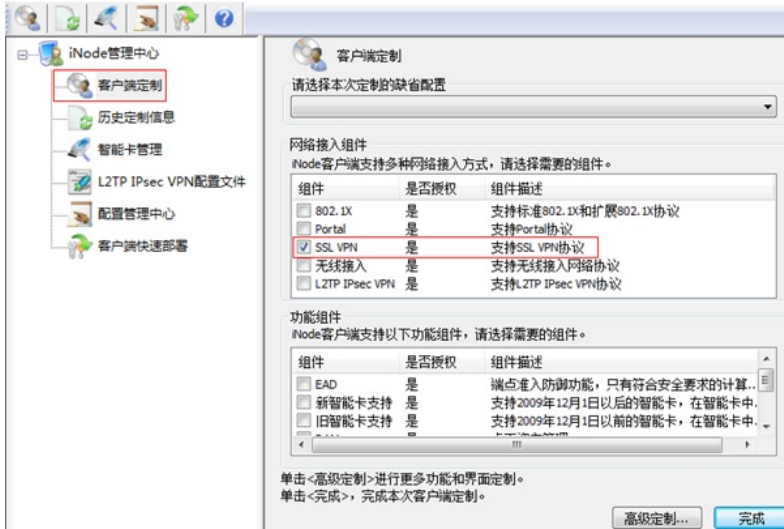 iNode管理中心
客户端定制
历史定制信息
智能卡管理
L2TP IPsec VPN配置文件
配置管理中心
客户端快速部署
客户端定制
请选择本次定制的缺省配置
网络接入组件
iNode客户端支持多种网络接入方式，请选择需要的组件。
组件 是否授权 组件描述
802.1X 是 支持标准802.1X和扩展802.1X协议
Portal 是 支持Portal协议
SSL VPN 是 支持SSL VPN协议
无线接入 是 支持无线接入网络协议
L2TP IPsec VPN 是 支持L2TP IPsec VPN协议
功能组件
iNode客户端支持以下功能组件，请选择需要的组件。
组件 是否授权 组件描述
EAD 是 端点准入防御功能，只有符合安全要求的计算...
新智能卡支持 是 支持2009年12月1日以后的智能卡，在智能卡中...
旧智能卡支持 是 支持2009年12月1日以前的智能卡，在智能卡中...
单击<高级定制>进行更多功能和界面定制。
单击<完成>，完成本次客户端定制。
高级定制...
完成